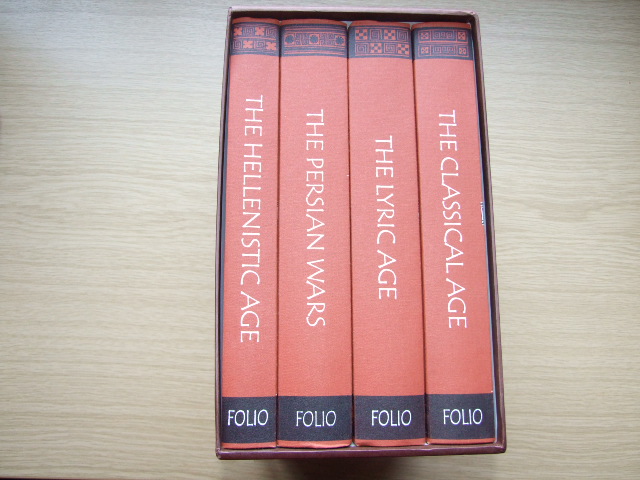 THE HELLENISTIC AGE
FOLIO
THE PERSIAN WARS
FOLIO
THE LYRIC AGE
FOLIO
THE CLASSICAL AGE
FOLIO